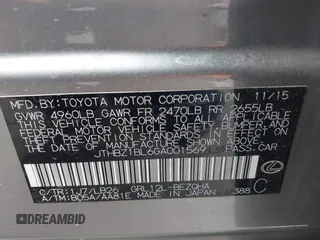 MFD. BY: TOYOTA MOTOR CORPORATION 11/15
GVWR 4960LB GAWR FR 2470LB RR 2655LB
THIS VEHICLE CONFORMS TO ALL APPLICABLE
FEDERAL MOTOR VEHICLE SAFETY, BUMPER, AND
THEFT PREVENTION STANDARDS IN EFFECT ON
THE DATE OF MANUFACTURE SHOWN ABOVE.
JTHBZ1BL6GA001569 PASS.CAR
C/TR:1J7/LB26 GRL12L-BEZQHA
A/TM:B05A/AA81E MADE IN JAPAN 388 C